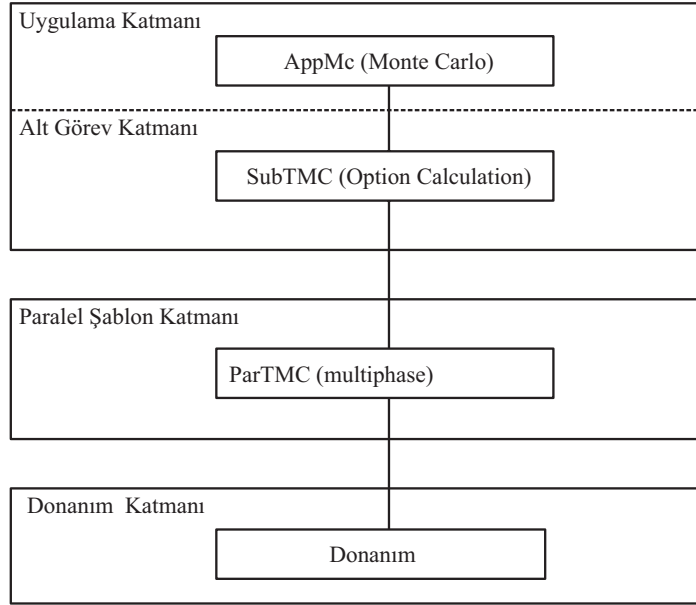 Uygulama Katmanı
AppMc (Monte Carlo)
Alt Görev Katmanı
SubTMC (Option Calculation)
Paralel Şablon Katmanı
ParTMC (multiphase)
Donanım Katmanı
Donanım